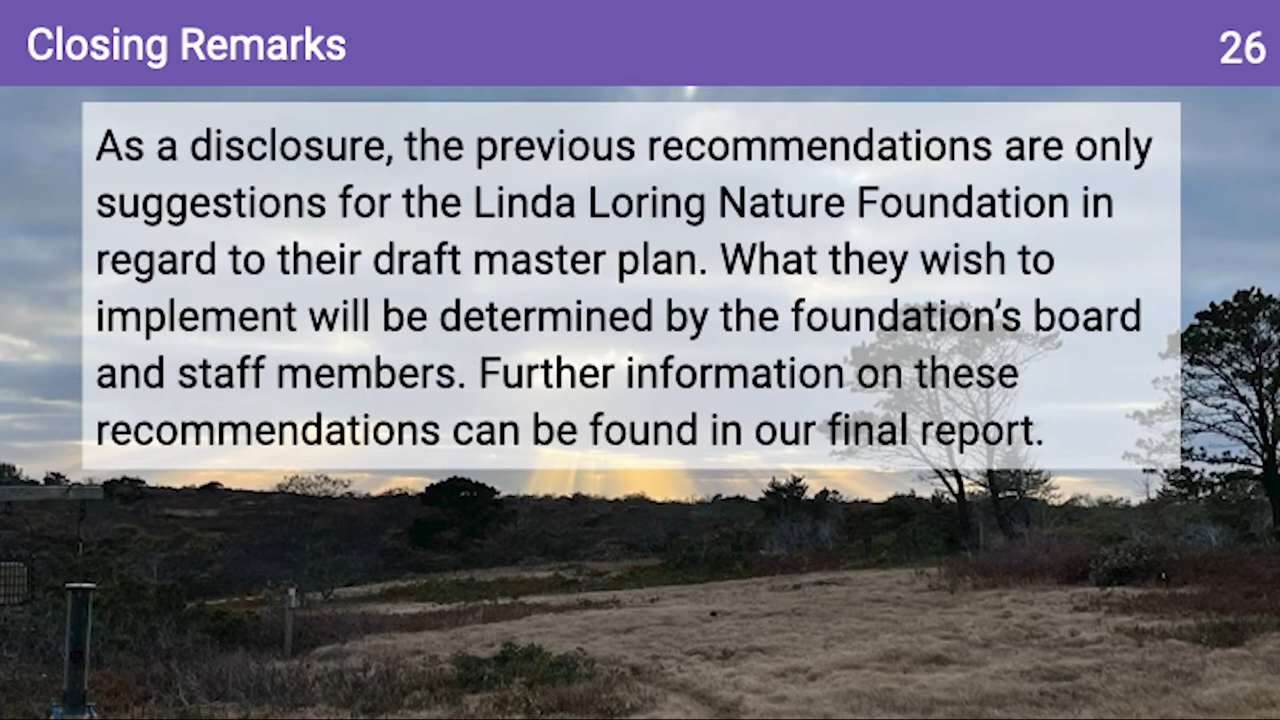 Closing Remarks
26
As a disclosure, the previous recommendations are only
suggestions for the Linda Loring Nature Foundation in
regard to their draft master plan. What they wish to
implement will be determined by the foundation’s board
and staff members. Further information on these
recommendations can be found in our final report.